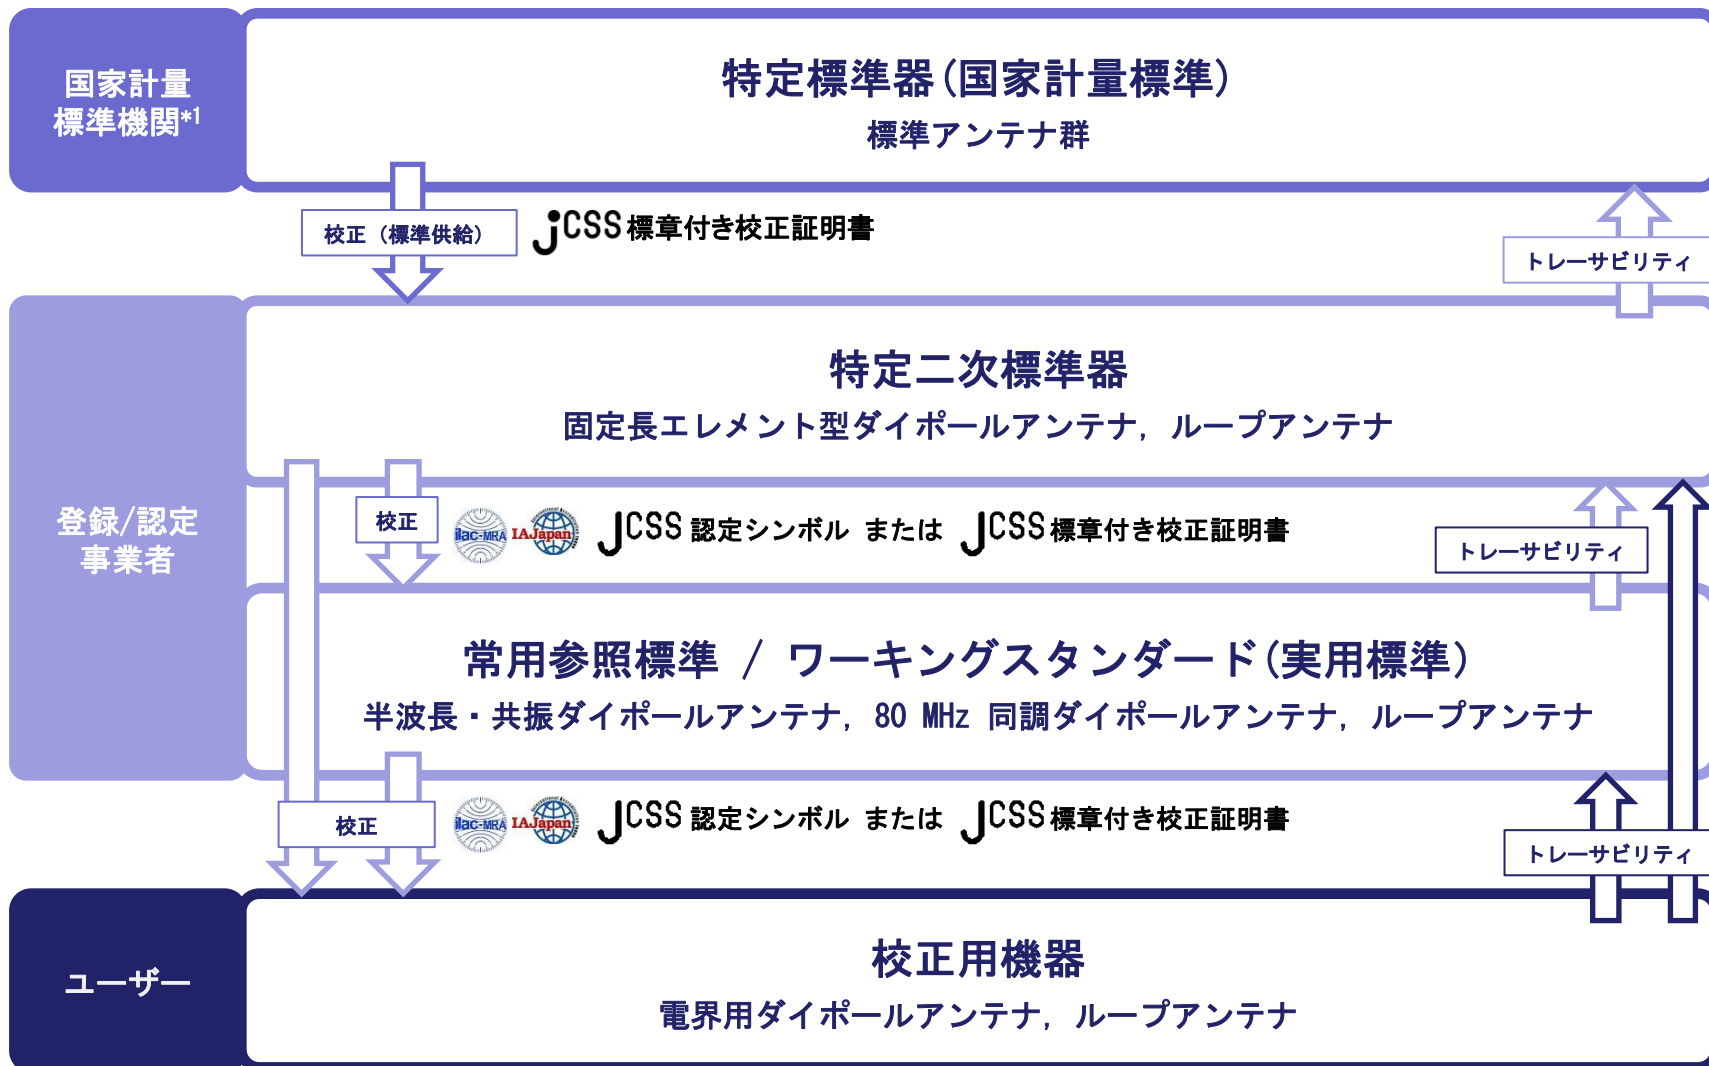 国家計量
標準機関*1
特定標準器(国家計量標準)
標準アンテナ群
校正（標準供給）
jCSS 標章付き校正証明書
トレーサビリティ
登録/認定
事業者
特定二次標準器
固定長エレメント型ダイポールアンテナ, ループアンテナ
校正
ilac-MRA
International Accreditation Japan
IAJapan
JCSS 認定シンボル または JCSS 標章付き校正証明書
トレーサビリティ
常用参照標準 / ワーキングスタンダード(実用標準)
半波長・共振ダイポールアンテナ, 80 MHz 同調ダイポールアンテナ, ループアンテナ
校正
ilac-MRA
International Accreditation Japan
IAJapan
JCSS 認定シンボル または JCSS 標章付き校正証明書
トレーサビリティ
ユーザー
校正用機器
電界用ダイポールアンテナ, ループアンテナ